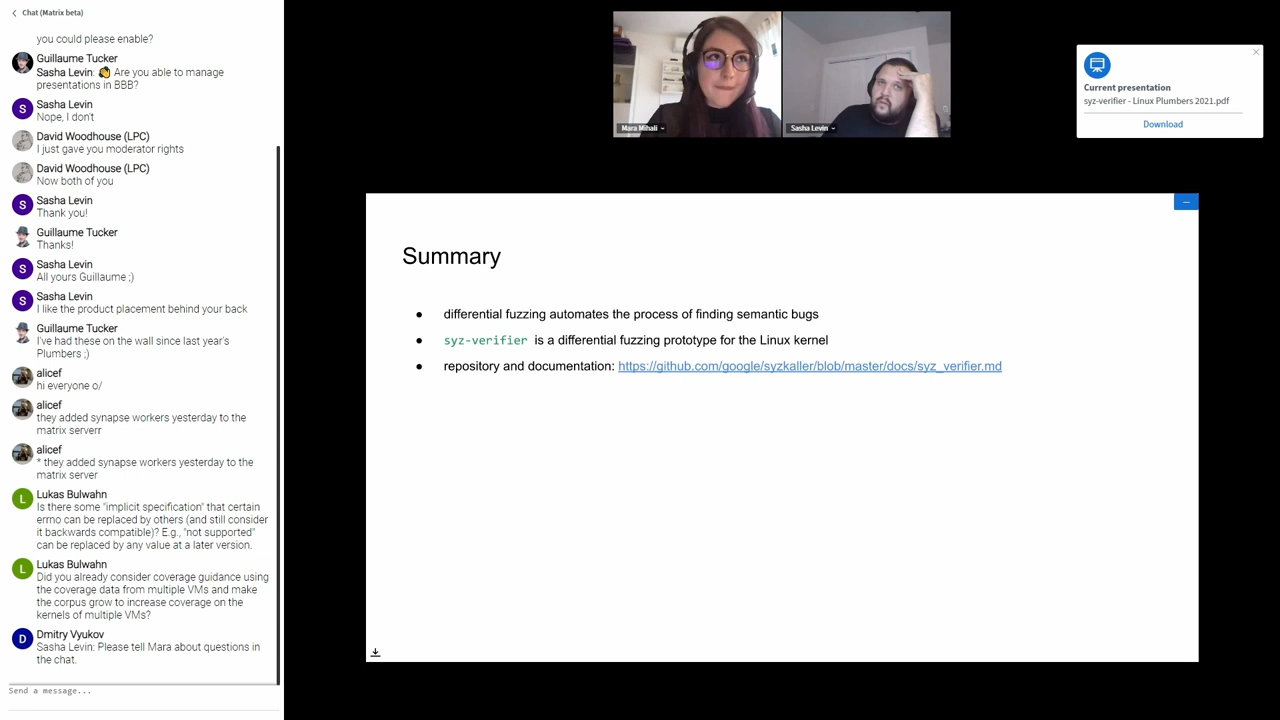 Chat (Matrix beta)
you could please enable?
Guillaume Tucker
Sasha Levin: 👏 Are you able to manage
presentations in BBB?
S
Sasha Levin
Nope, I don't
David Woodhouse (LPC)
I just gave you moderator rights
David Woodhouse (LPC)
Now both of you
S
Sasha Levin
Thank you!
Guillaume Tucker
Thanks!
S
Sasha Levin
All yours Guillaume ;)
S
Sasha Levin
I like the product placement behind your back
Guillaume Tucker
I've had these on the wall since last year's
Plumbers ;)
alicef
hi everyone o/
alicef
they added synapse workers yesterday to the
matrix serverr
alicef
* they added synapse workers yesterday to the
matrix server
L
Lukas Bulwahn
Is there some "implicit specification" that certain
errno can be replaced by others (and still consider
it backwards compatible)? E.g., "not supported"
can be replaced by any value at a later version.
L
Lukas Bulwahn
Did you already consider coverage guidance using
the coverage data from multiple VMs and make
the corpus grow to increase coverage on the
kernels of multiple VMs?
D
Dmitry Vyukov
Sasha Levin: Please tell Mara about questions in
the chat.
Send a message...
Mara Mihali
Sasha Levin
Current presentation
syz-verifier - Linux Plumbers 2021.pdf
Download
Summary
● differential fuzzing automates the process of finding semantic bugs
● syz-verifier is a differential fuzzing prototype for the Linux kernel
● repository and documentation: https://github.com/google/syzkaller/blob/master/docs/syz_verifier.md